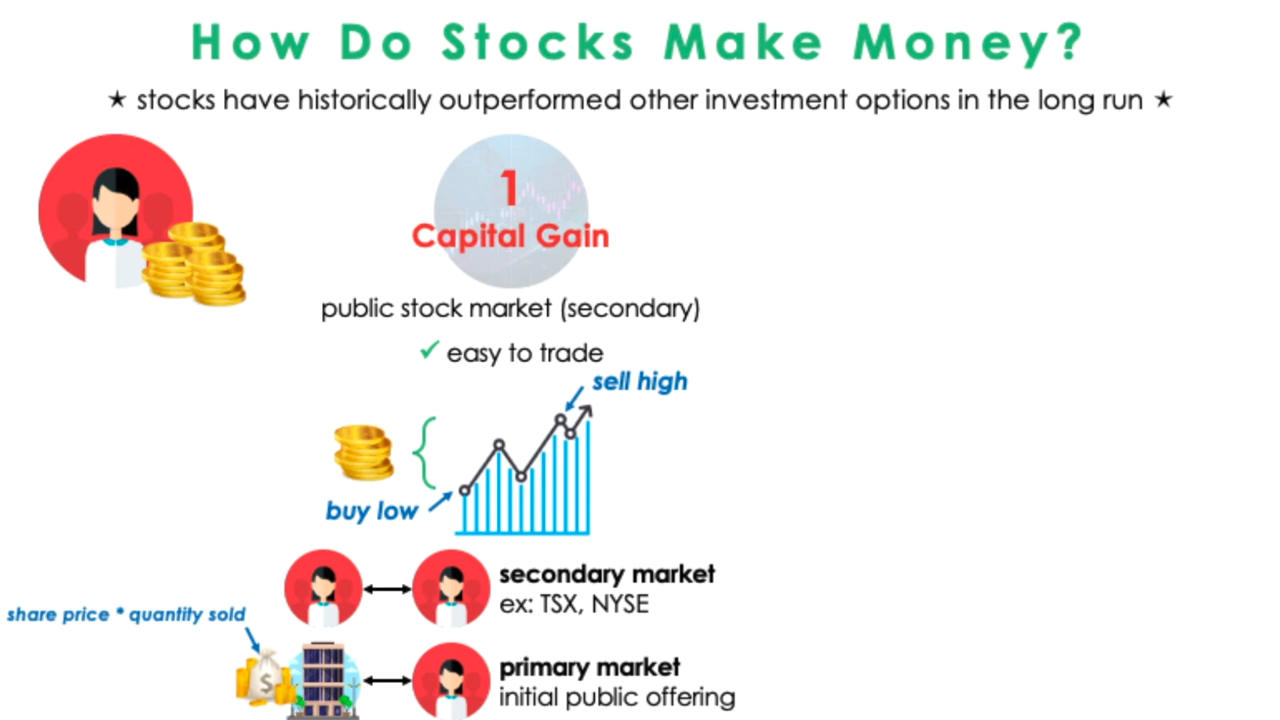 How Do Stocks Make Money?
★ stocks have historically outperformed other investment options in the long run ★
1
Capital Gain
public stock market (secondary)
✓ easy to trade
sell high
buy low
secondary market
ex: TSX, NYSE
share price * quantity sold
$
primary market
initial public offering